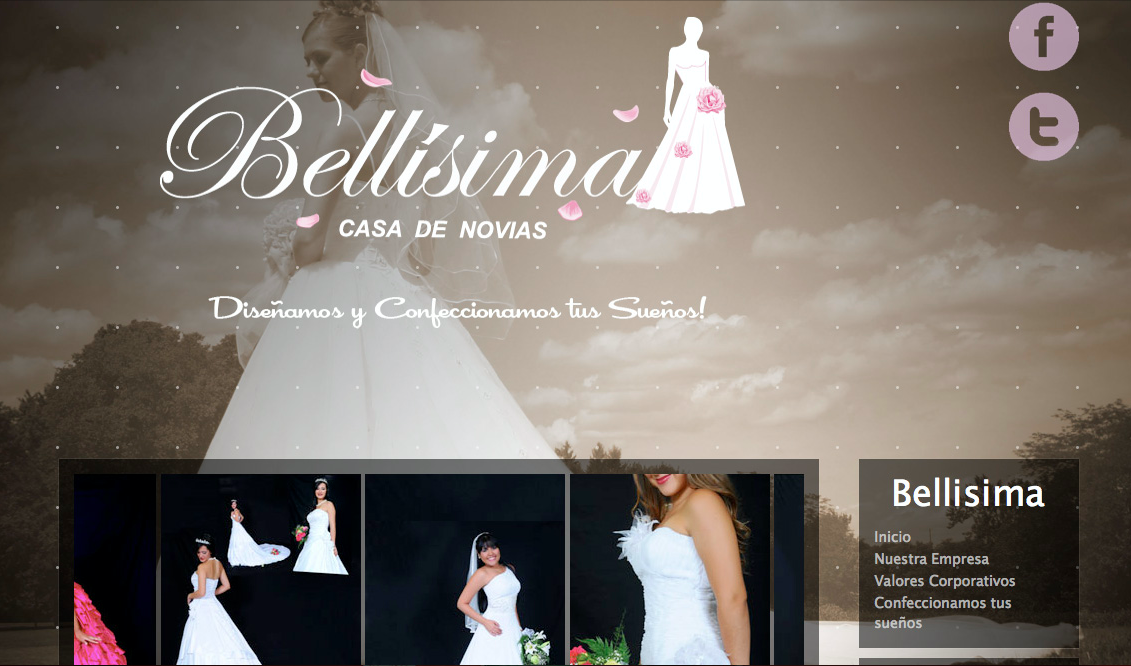 Bellísima
CASA DE NOVIAS
Diseñamos y Confeccionamos tus Sueños!
f
t
Bellisima
Inicio
Nuestra Empresa
Valores Corporativos
Confeccionamos tus
sueños